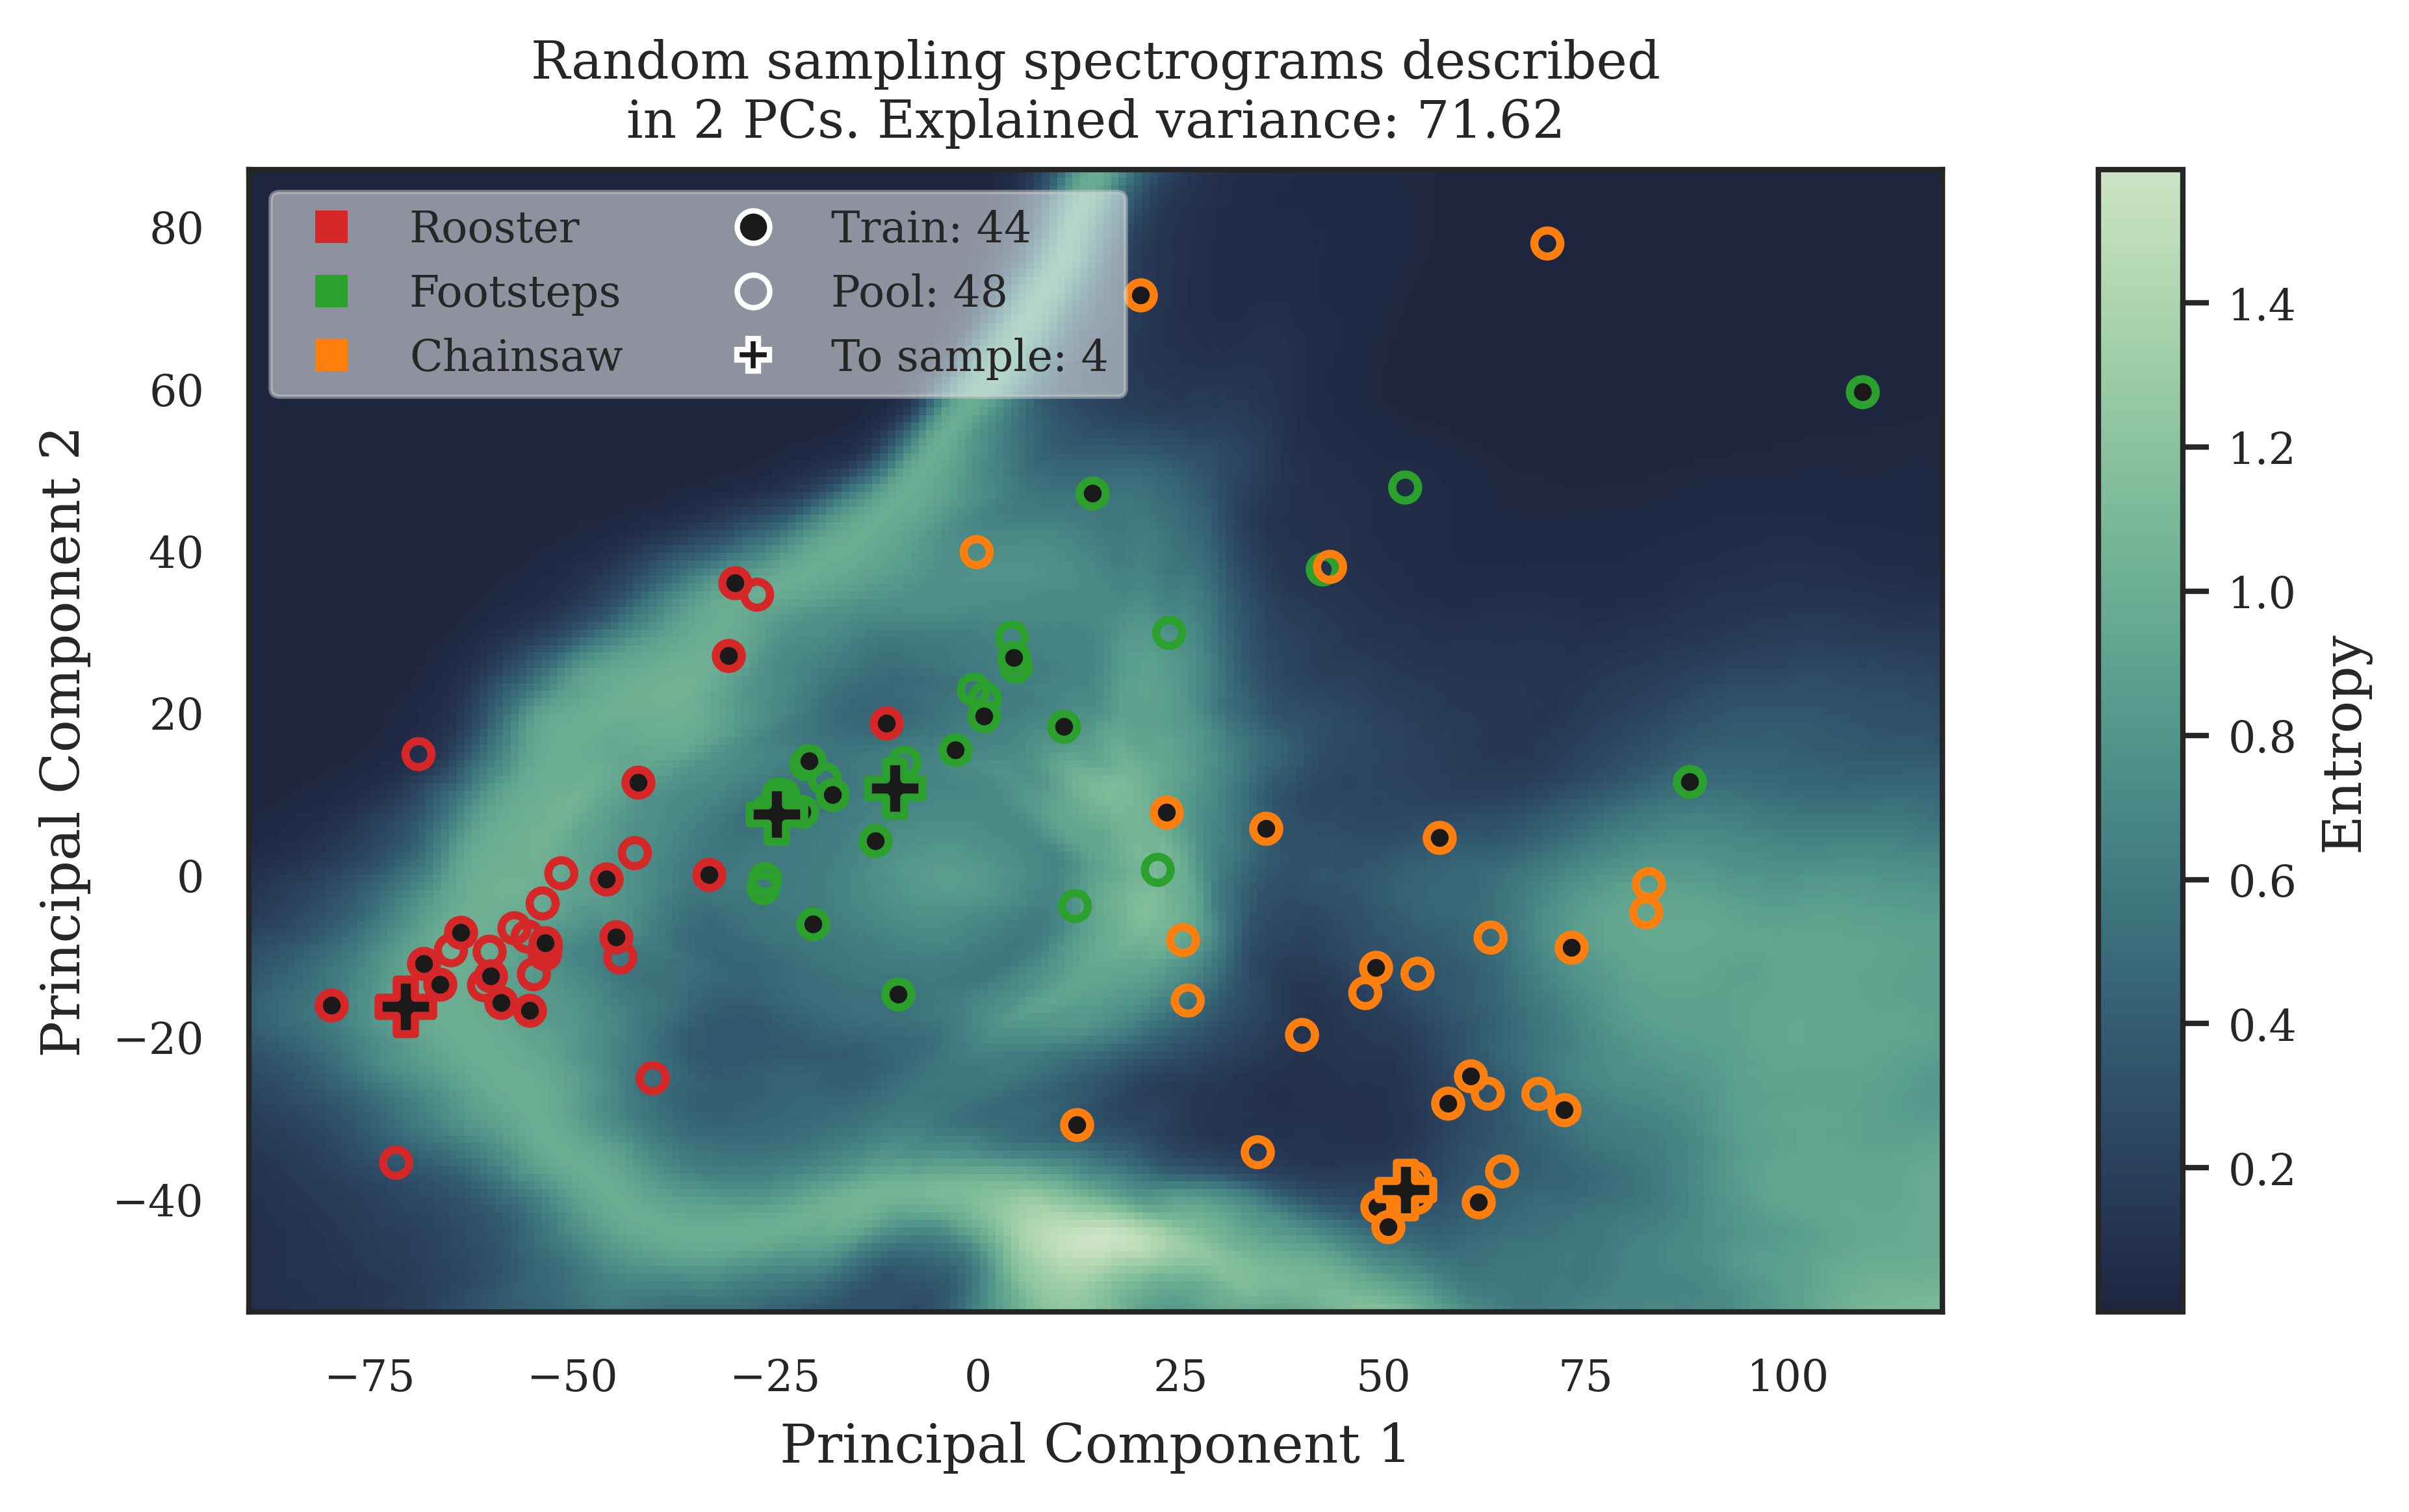 Random sampling spectrograms described
in 2 PCs. Explained variance: 71.62
Rooster
Footsteps
Chainsaw
Train: 44
Pool: 48
To sample: 4
Principal Component 2
80
60
40
20
0
−20
−40
−75
−50
−25
0
25
50
75
100
Principal Component 1
1.4
1.2
1.0
0.8
0.6
0.4
0.2
Entropy